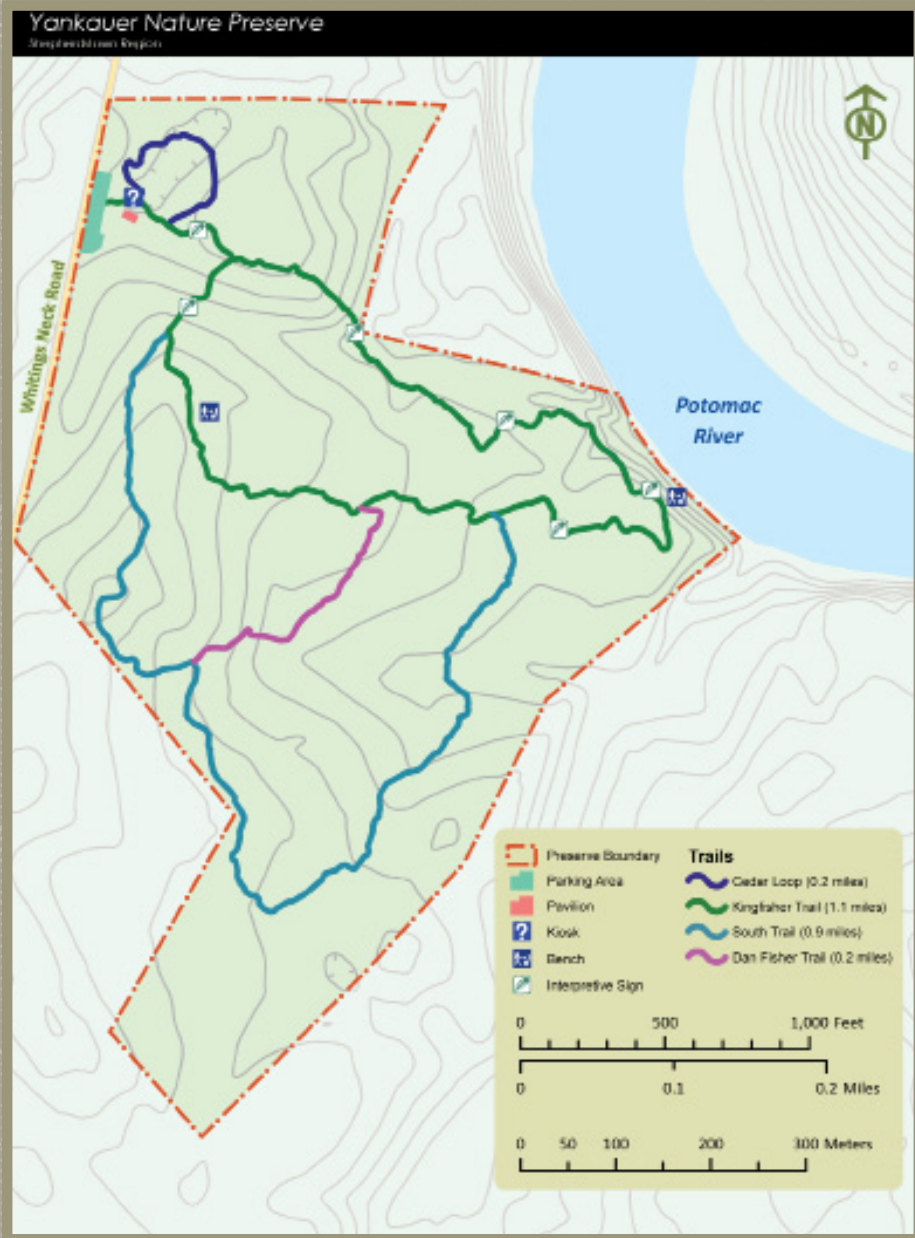 Yankauer Nature Preserve
Shepherdstown Region
N
Whitings Neck Road
?
Potomac
River
Preserve Boundary
Parking Area
Pavilion
? Kiosk
Bench
Interpretive Sign
Trails
Cedar Loop (0.2 miles)
Kingfisher Trail (1.1 miles)
South Trail (0.9 miles)
Dan Fisher Trail (0.2 miles)
0 500 1,000 Feet
0 0.1 0.2 Miles
0 50 100 200 300 Meters